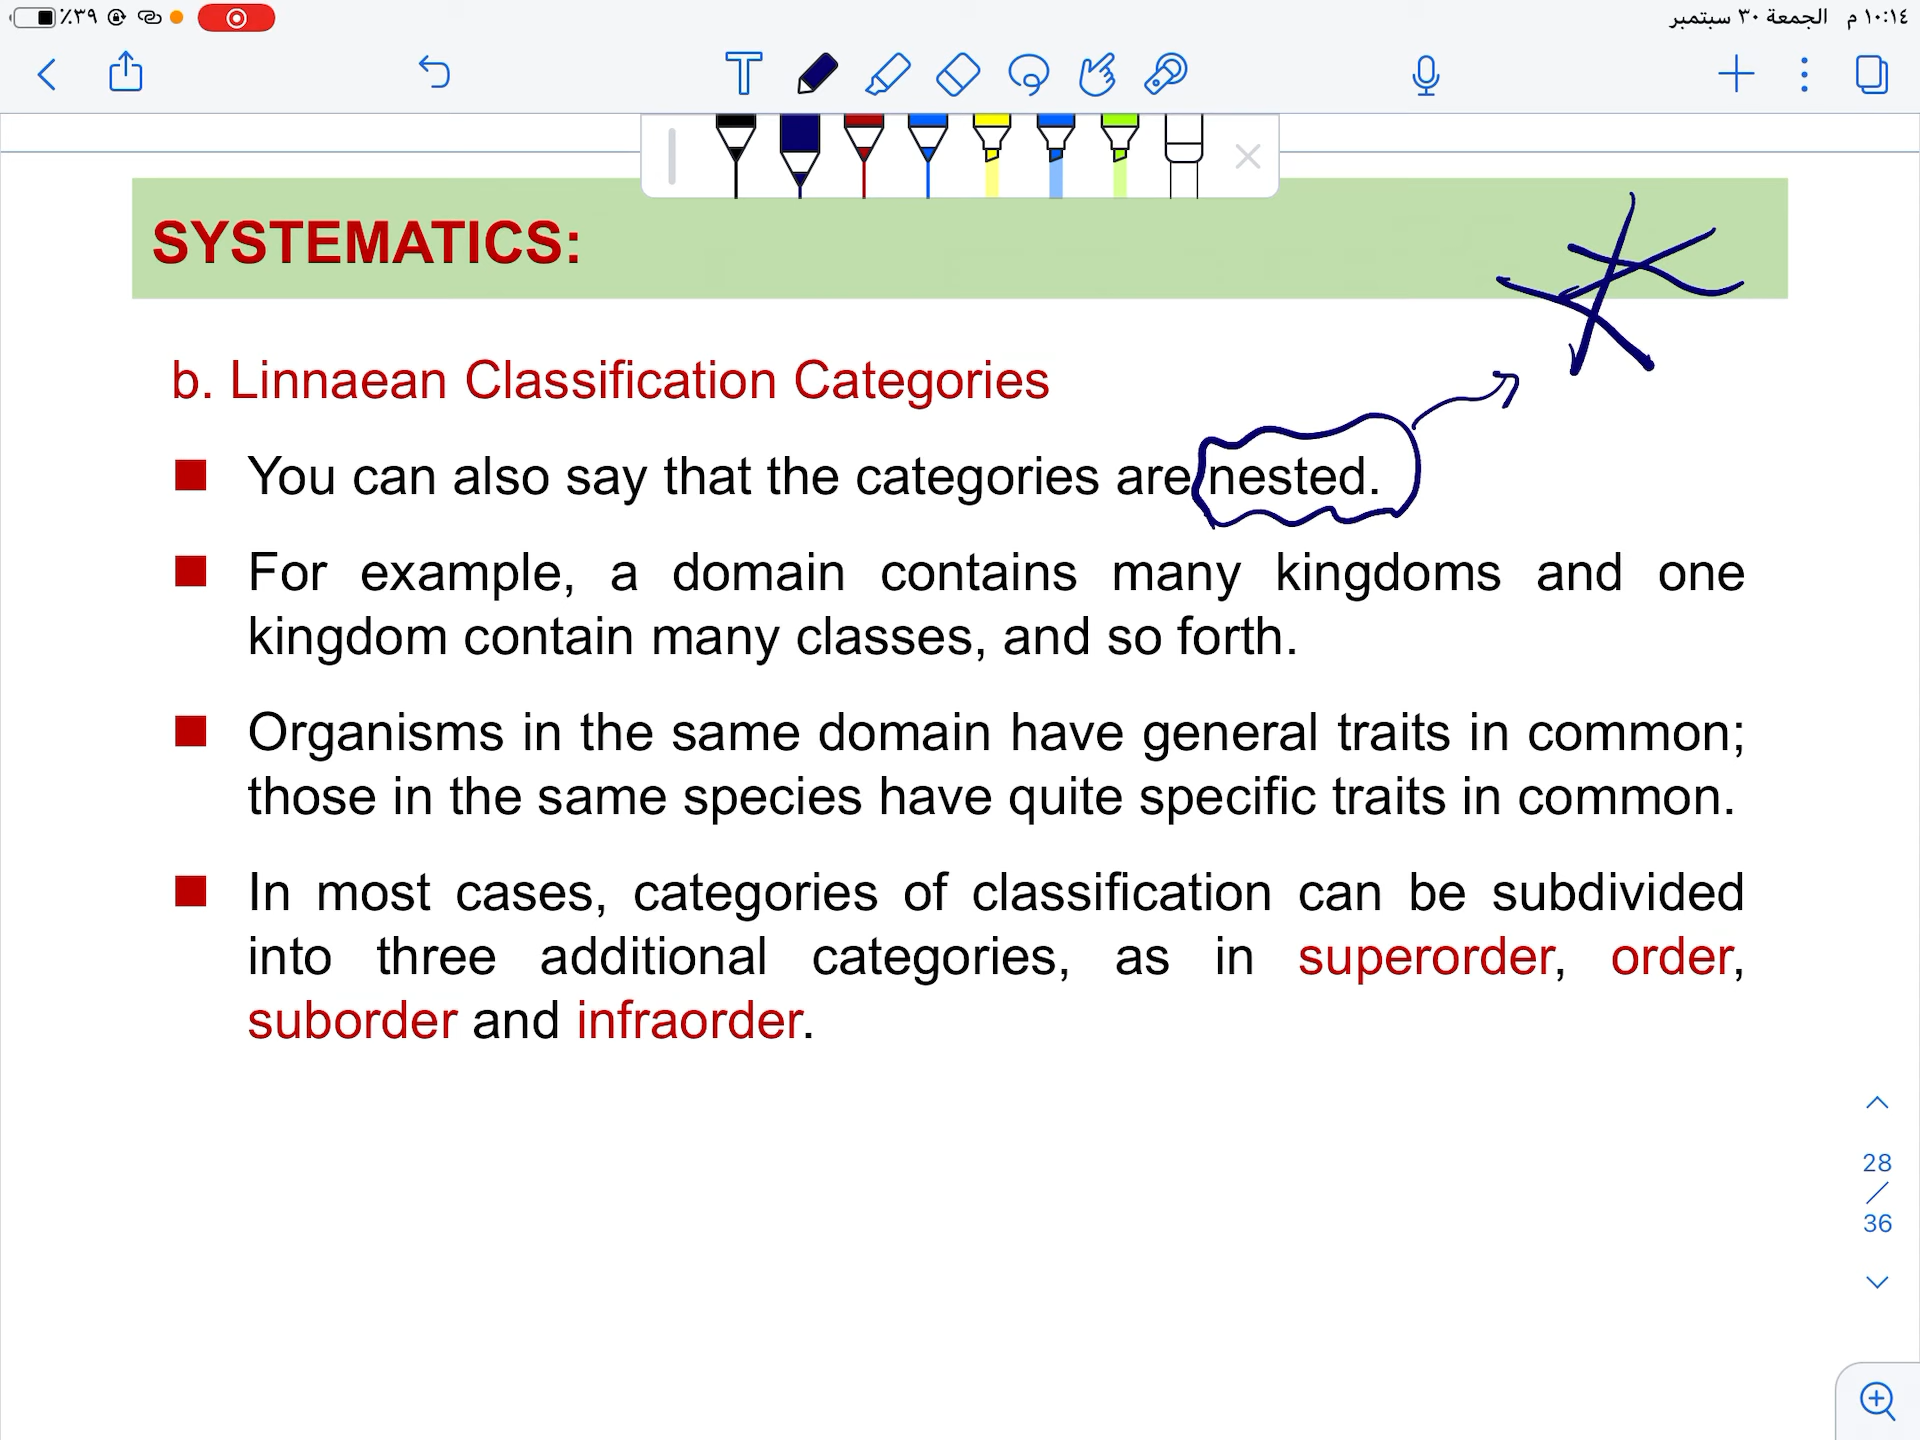 ٪٣٩
١٠:١٤ م الجمعة ٣٠ سبتمبر
SYSTEMATICS:
b. Linnaean Classification Categories
You can also say that the categories are nested.
For example, a domain contains many kingdoms and one
kingdom contain many classes, and so forth.
Organisms in the same domain have general traits in common;
those in the same species have quite specific traits in common.
In most cases, categories of classification can be subdivided
into three additional categories, as in superorder, order,
suborder and infraorder.
28
/
36